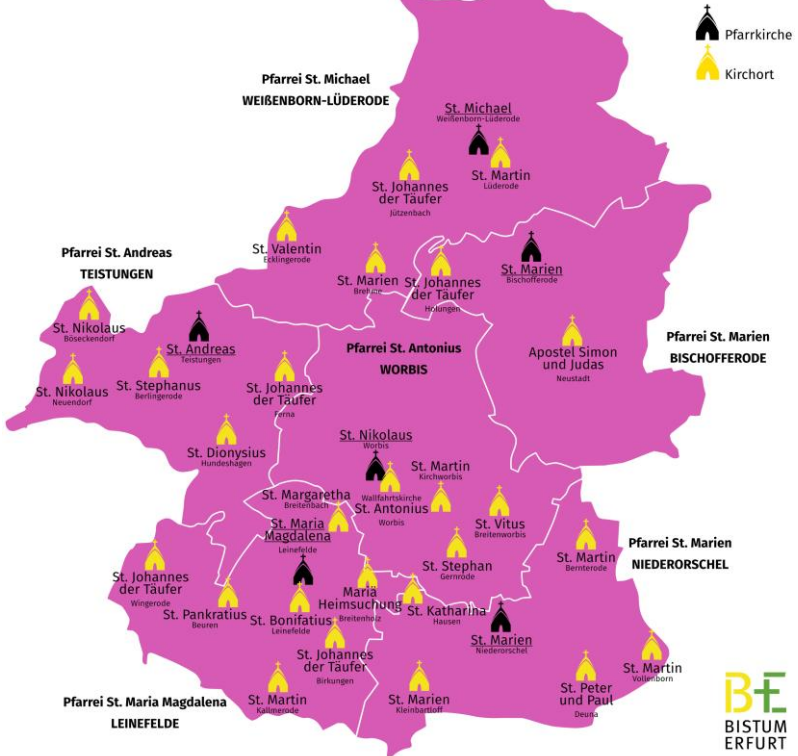 Pfarrkirche
Kirchort
Pfarrei St. Michael
WEIßENBORN-LÜDERODE
St. Michael
Weißenborn-Lüderode
St. Martin
Lüderode
St. Johannes
der Täufer
Jützenbach
St. Valentin
Ecklingerode
St. Marien
Brehme
St. Johannes
der Täufer
Holungen
St. Marien
Bischofferode
Pfarrei St. Andreas
TEISTUNGEN
St. Nikolaus
Böseckendorf
St. Andreas
Teistungen
Pfarrei St. Antonius
WORBIS
Apostel Simon
und Judas
Neustadt
Pfarrei St. Marien
BISCHOFFERODE
St. Nikolaus
Neuendorf
St. Stephanus
Berlingerode
St. Johannes
der Täufer
Ferna
St. Dionysius
Hundeshagen
St. Nikolaus
Worbis
St. Martin
Kirchworbis
St. Margaretha
Breitenbach
Wallfahrtskirche
St. Antonius
Worbis
St. Vitus
Breitenworbis
St. Maria
Magdalena
Leinefelde
St. Stephan
Gernrode
St. Martin
Bernterode
Pfarrei St. Marien
NIEDERORSCHEL
St. Johannes
der Täufer
Wingerode
St. Pankratius
Beuren
St. Bonifatius
Leinefelde
Maria
Heimsuchung
Breitenholz
St. Katharina
Hausen
St. Marien
Niederorschel
St. Johannes
der Täufer
Birkungen
St. Martin
Vollenborn
St. Martin
Kallmerode
St. Marien
Kleinbartloff
St. Peter
und Paul
Deuna
Pfarrei St. Maria Magdalena
LEINEFELDE
BE
BISTUM
ERFURT